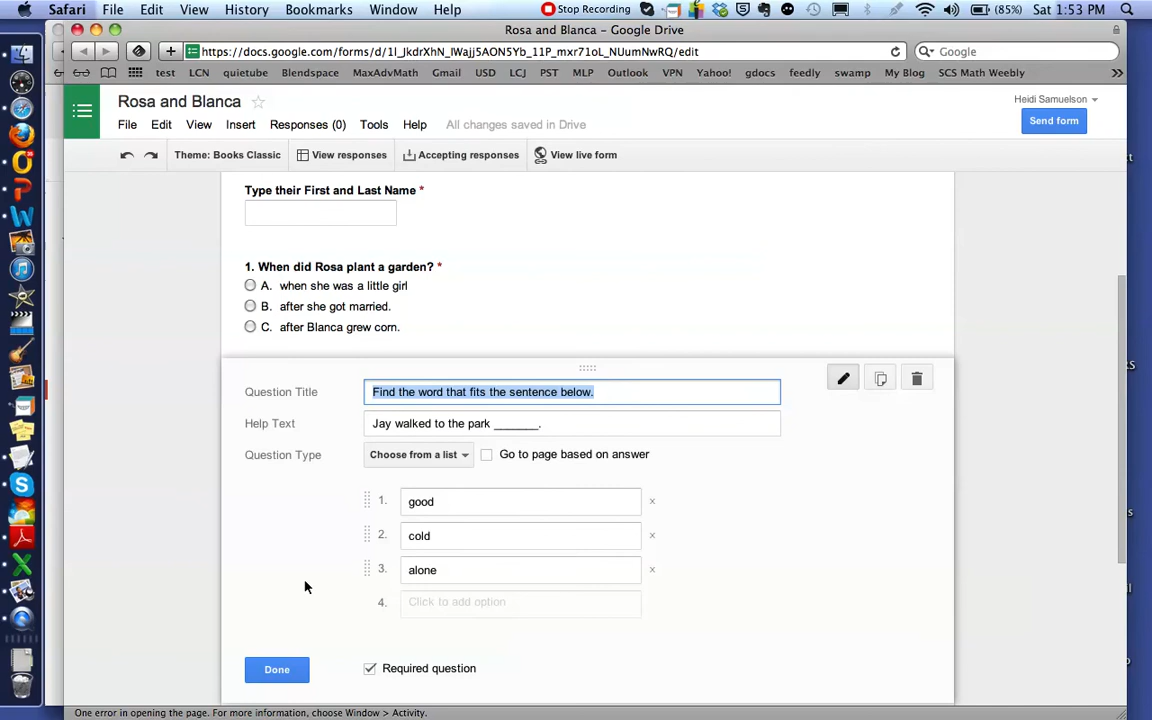 Safari File Edit View History Bookmarks Window Help Stop Recording (85%) Sat 1:53 PM
Rosa and Blanca – Google Drive
https://docs.google.com/forms/d/1l_JkdrXhN_lWajj5AON5Yb_11P_mxr71oL_NUumNwRQ/edit Google
test LCN quietube Blendspace MaxAdvMath Gmail USD LCJ PST MLP Outlook VPN Yahoo! gdocs feedly swamp My Blog SCS Math Weebly
Rosa and Blanca
Heidi Samuelson
File Edit View Insert Responses (0) Tools Help All changes saved in Drive
Send form
Theme: Books Classic View responses Accepting responses View live form
Type their First and Last Name *
1. When did Rosa plant a garden? *
A. when she was a little girl
B. after she got married.
C. after Blanca grew corn.
Question Title Find the word that fits the sentence below.
Help Text Jay walked to the park _______.
Question Type Choose from a list Go to page based on answer
1. good
2. cold
3. alone
4. Click to add option
Done Required question
One error in opening the page. For more information, choose Window > Activity.